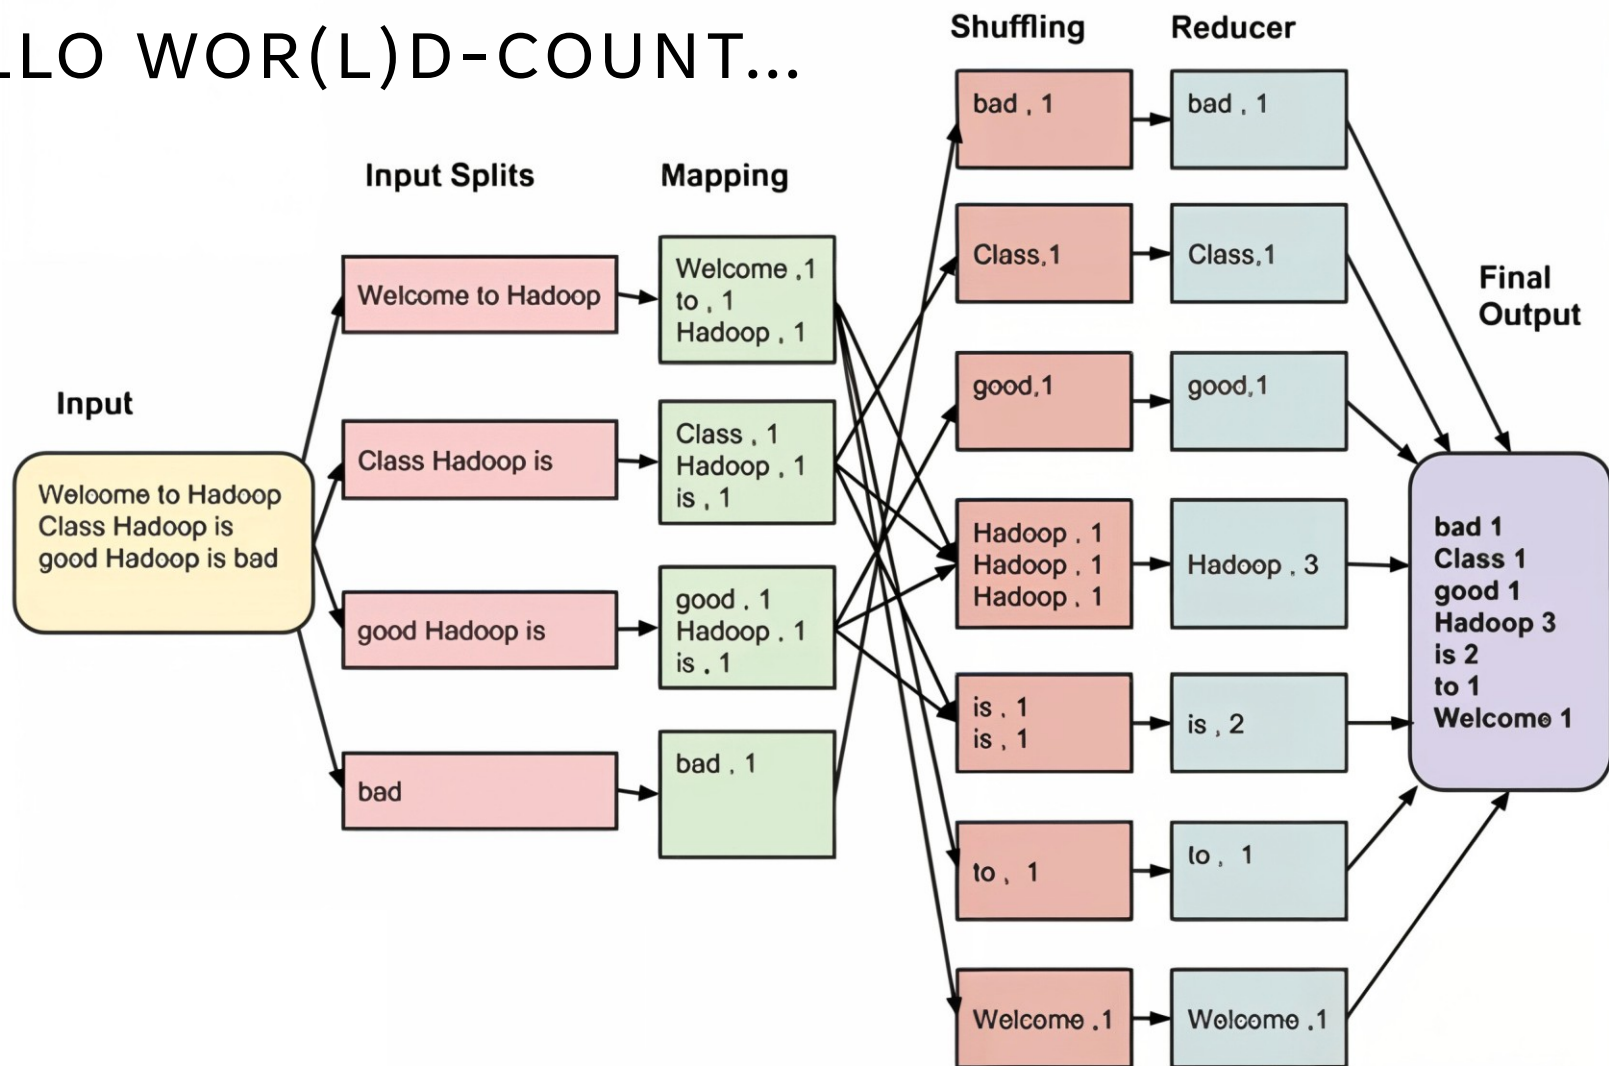 LLO WOR(L)D-COUNT...
Input
Weloome to Hadoop
Class Hadoop is
good Hadoop is bad
Input Splits
Welcome to Hadoop
Class Hadoop is
good Hadoop is
bad
Mapping
Welcome .1
to , 1
Hadoop . 1
Class . 1
Hadoop . 1
is , 1
good . 1
Hadoop . 1
is . 1
bad . 1
Shuffling
bad , 1
Class,1
good,1
Hadoop . 1
Hadoop . 1
Hadoop . 1
is . 1
is , 1
to , 1
Welcome .1
Reducer
bad . 1
Class,1
good,1
Hadoop . 3
is , 2
to , 1
Wolcome .1
Final
Output
bad 1
Class 1
good 1
Hadoop 3
is 2
to 1
Welcome 1